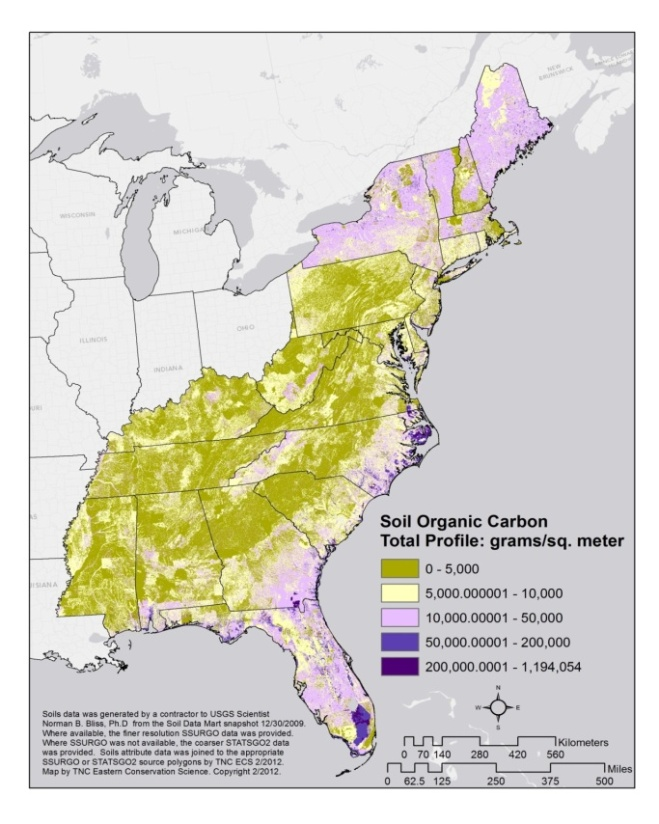 NEW
BRUNSWICK
WISCONSIN
MICHIGAN
OHIO
ILLINOIS
INDIANA
Soil Organic Carbon
Total Profile: grams/sq. meter
0 - 5,000
5,000.000001 - 10,000
10,000.00001 - 50,000
50,000.00001 - 200,000
200,000.0001 - 1,194,054
Soils data was generated by a contractor to USGS Scientist
Norman B. Bliss, Ph.D from the Soil Data Mart snapshot 12/30/2009.
Where available, the finer resolution SSURGO data was provided.
Where SSURGO was not available, the coarser STATSGO2 data
was provided. Soils attribute data was joined to the appropriate
SSURGO or STATSGO2 source polygons by TNC ECS 2/2012.
Map by TNC Eastern Conservation Science. Copyright 2/2012.
N
W E
S
Kilometers
0 70 140 280 420 560
Miles
0 62.5 125 250 375 500